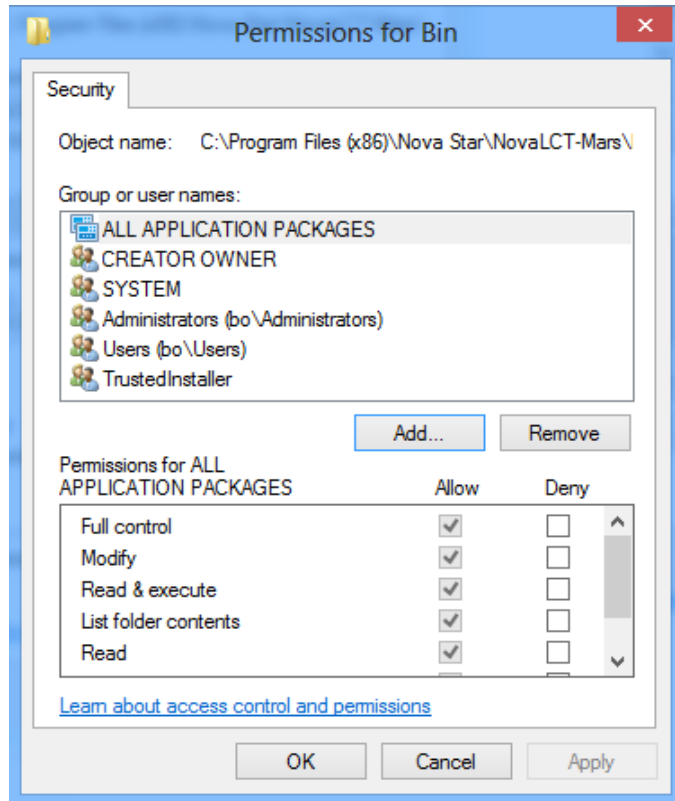 Permissions for Bin
Security
Object name: C:\Program Files (x86)\Nova Star\NovaLCT-Mars\
Group or user names:
ALL APPLICATION PACKAGES
CREATOR OWNER
SYSTEM
Administrators (bo\Administrators)
Users (bo\Users)
TrustedInstaller
Add... Remove
Permissions for ALL
APPLICATION PACKAGES Allow Deny
Full control
Modify
Read & execute
List folder contents
Read
Learn about access control and permissions
OK Cancel Apply